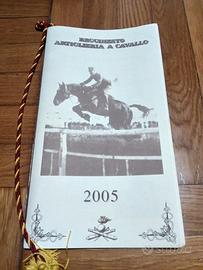 REGGIMENTO
ARTIGLIERIA A CAVALLO
2005